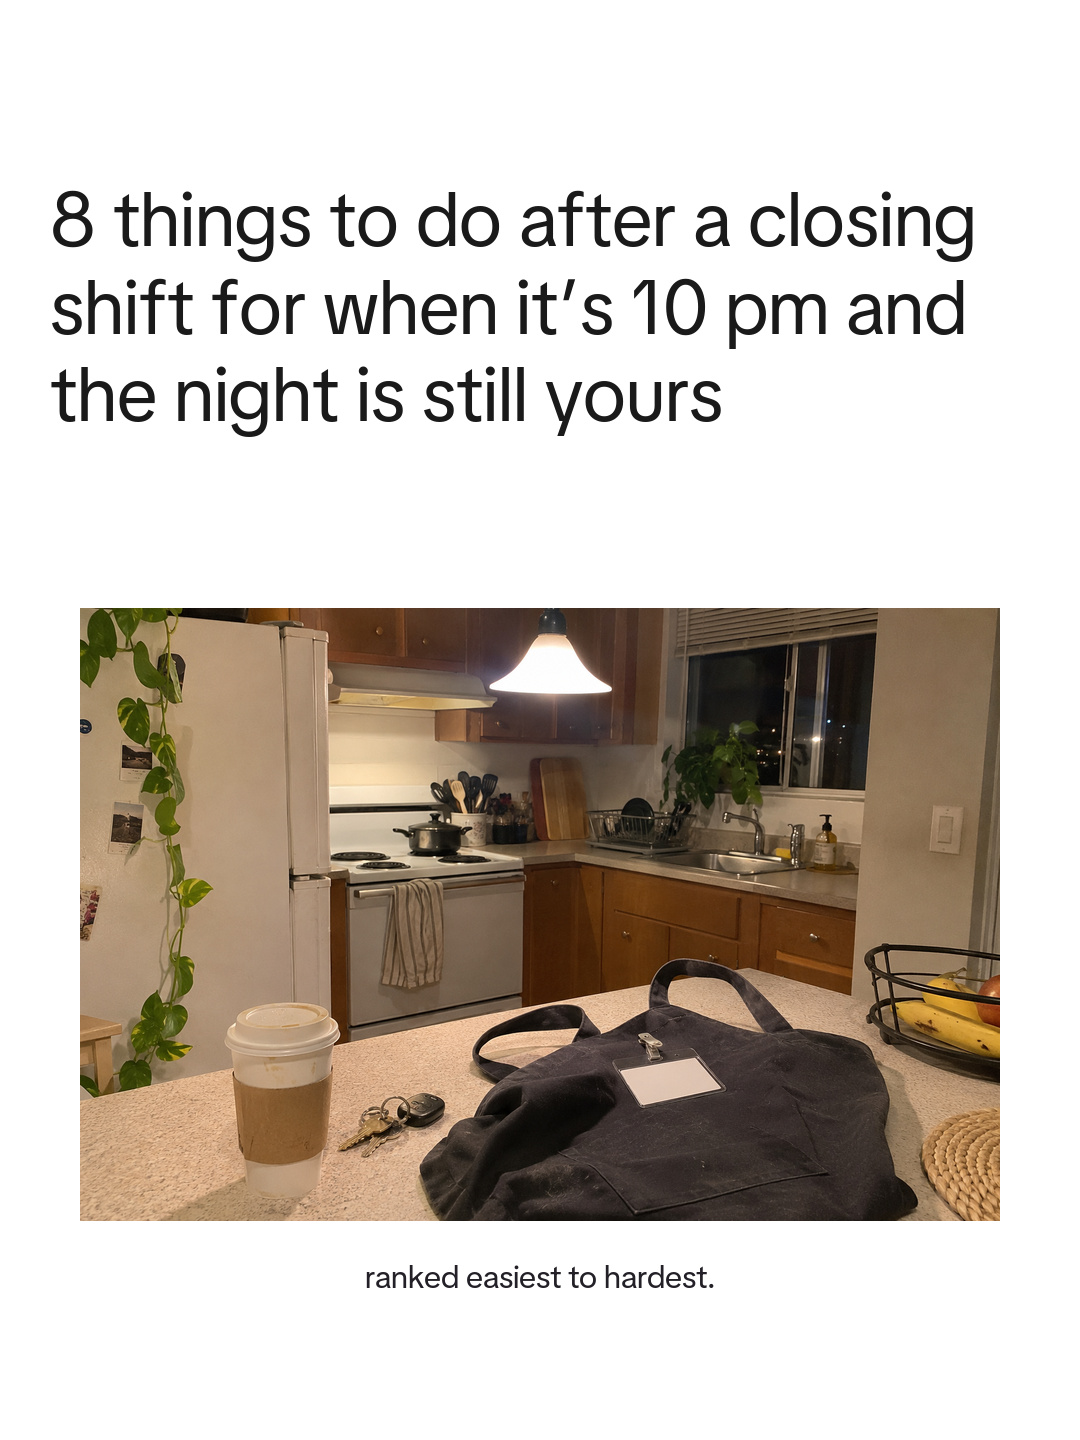 8 things to do after a closing
shift for when it’s 10 pm and
the night is still yours
ranked easiest to hardest.